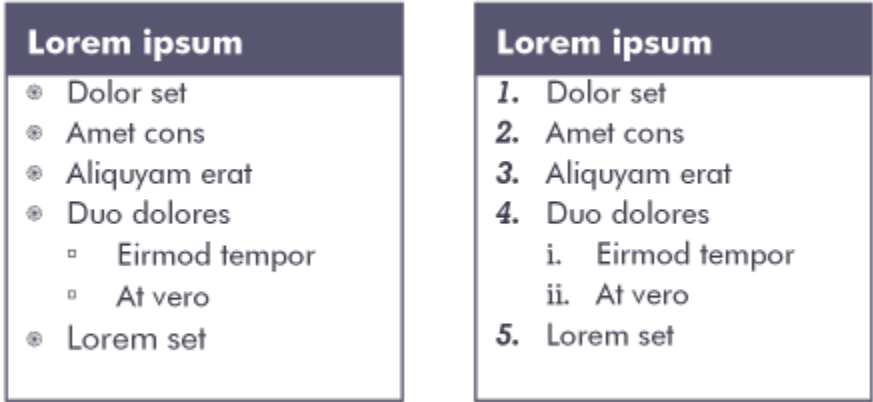 Lorem ipsum
Dolor set
Amet cons
Aliquyam erat
Duo dolores
Eirmod tempor
At vero
Lorem set
Lorem ipsum
1. Dolor set
2. Amet cons
3. Aliquyam erat
4. Duo dolores
i. Eirmod tempor
ii. At vero
5. Lorem set